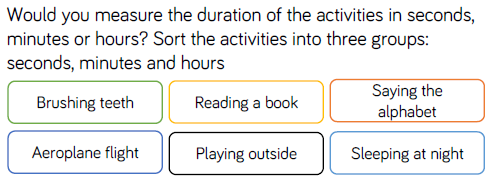 Would you measure the duration of the activities in seconds,
minutes or hours? Sort the activities into three groups:
seconds, minutes and hours
Brushing teeth
Reading a book
Saying the
alphabet
Aeroplane flight
Playing outside
Sleeping at night